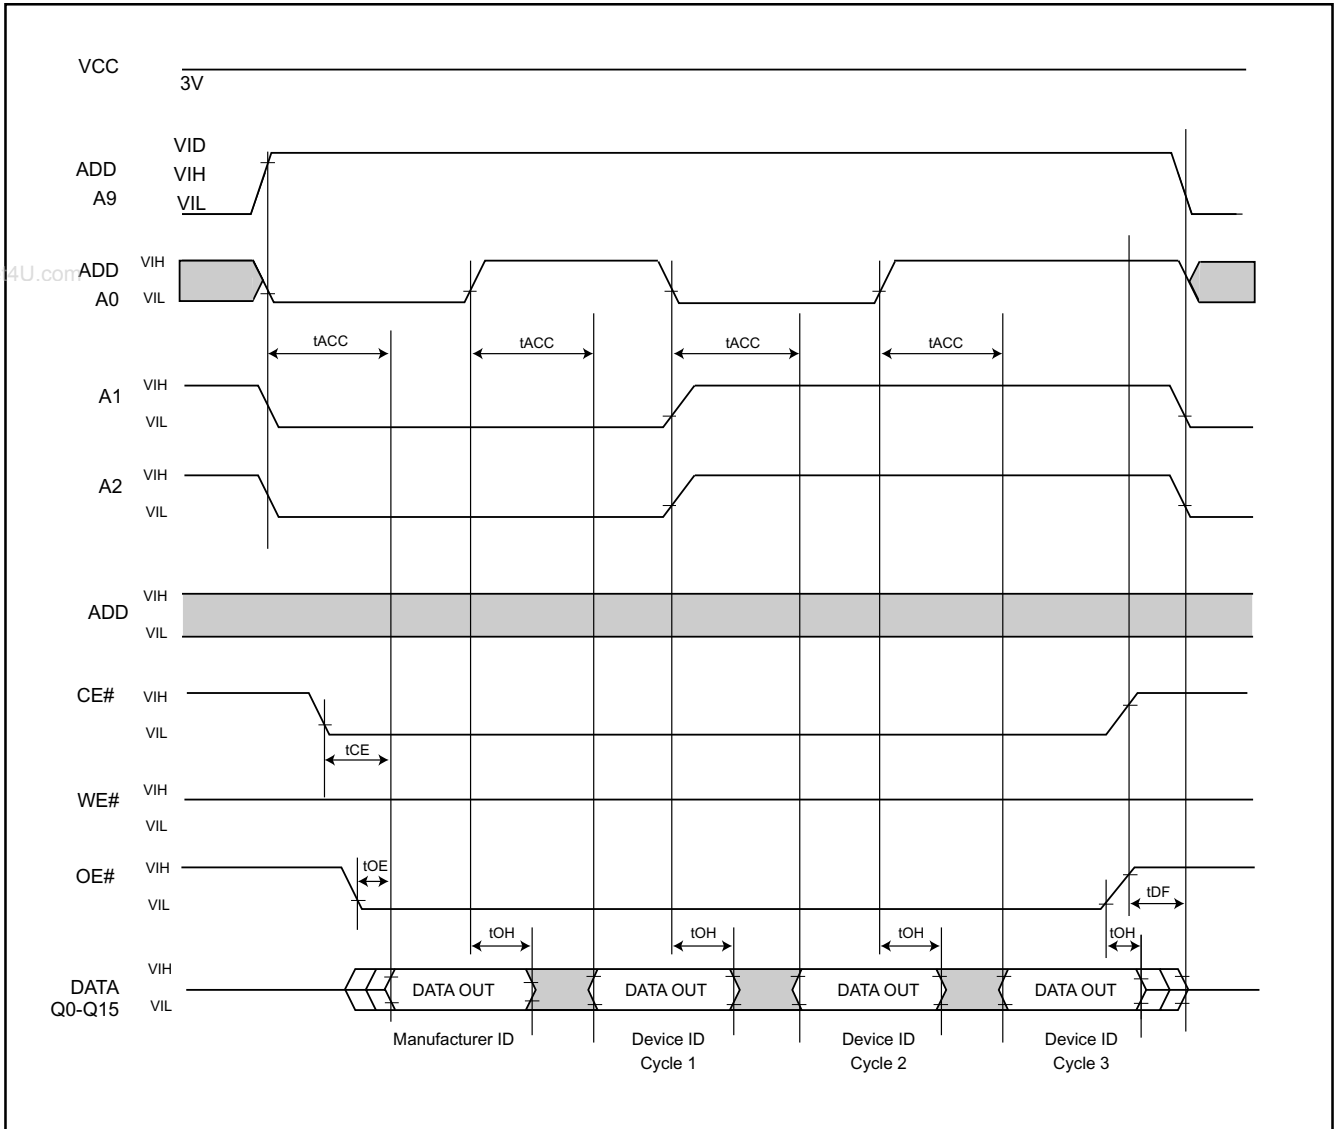 VCC
3V
VID
ADD VIH
A9 VIL
t4U.com
ADD VIH
A0 VIL
tACC tACC tACC tACC
A1 VIH
VIL
A2 VIH
VIL
ADD VIH
VIL
CE# VIH
VIL
tCE
WE# VIH
VIL
OE# VIH
VIL
tOE
tDF
tOH tOH tOH tOH
DATA VIH
Q0-Q15 VIL
DATA OUT DATA OUT DATA OUT DATA OUT
Manufacturer ID Device ID Device ID Device ID
Cycle 1 Cycle 2 Cycle 3